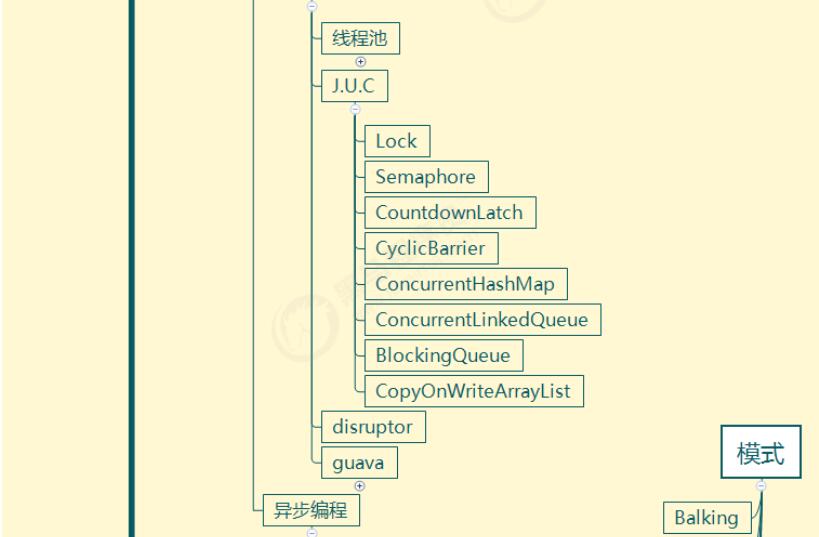 线程池
J.U.C
Lock
Semaphore
CountdownLatch
CyclicBarrier
ConcurrentHashMap
ConcurrentLinkedQueue
BlockingQueue
CopyOnWriteArrayList
disruptor
guava
异步编程
模式
Balking